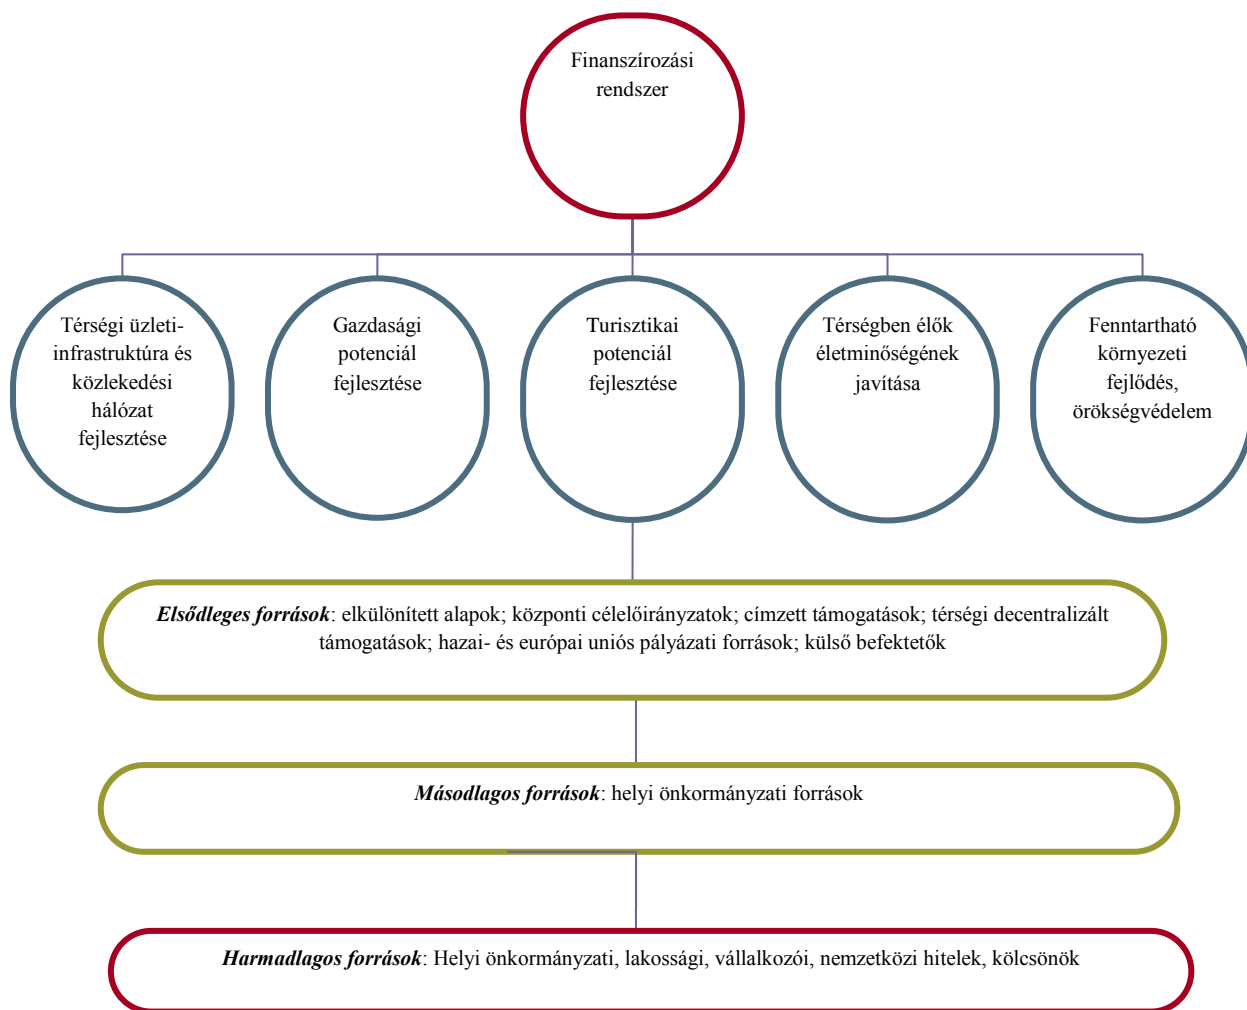 Finanszírozási
rendszer
Térségi üzleti-
infrastruktúra és
közlekedési
hálózat
fejlesztése
Gazdasági
potenciál
fejlesztése
Turisztikai
potenciál
fejlesztése
Térségben élők
életminőségének
javítása
Fenntartható
környezeti
fejlődés,
örökségvédelem
Elsődleges források: elkülönített alapok; központi célelőirányzatok; címzett támogatások; térségi decentralizált
támogatások; hazai- és európai uniós pályázati források; külső befektetők
Másodlagos források: helyi önkormányzati források
Harmadlagos források: Helyi önkormányzati, lakossági, vállalkozói, nemzetközi hitelek, kölcsönök